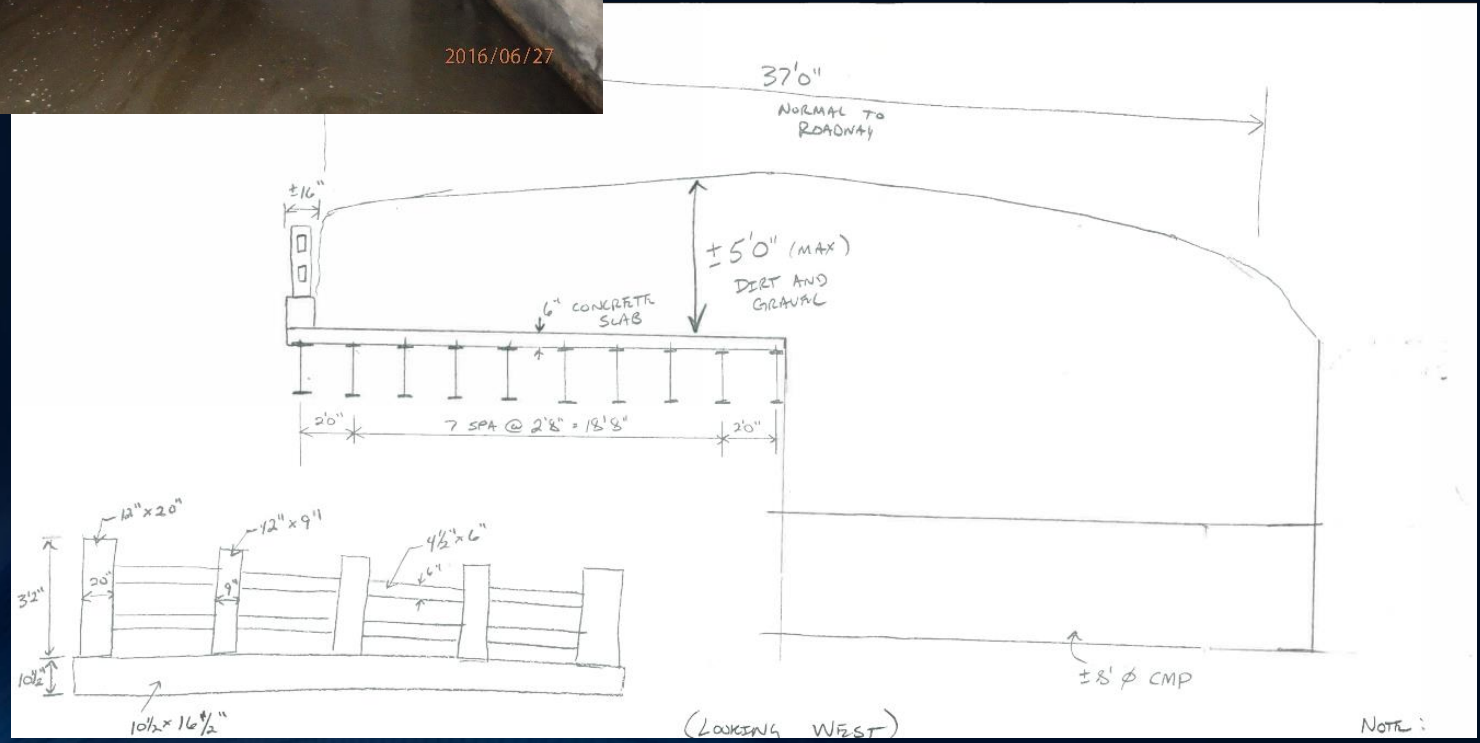 2016/06/27
37'0"
NORMAL TO
ROADWAY
±16"
±5'0" (MAX)
DIRT AND
GRAVAL
6" CONCRETE
SLAB
2'0"
7 SPA @ 2'8" = 18'8"
2'0"
12"x20"
12"x9"
4½"x6"
6"
20"
9"
3'2"
10½"
10½x16½"
±8' ϕ CMP
(LOOKING WEST)
NOTE: